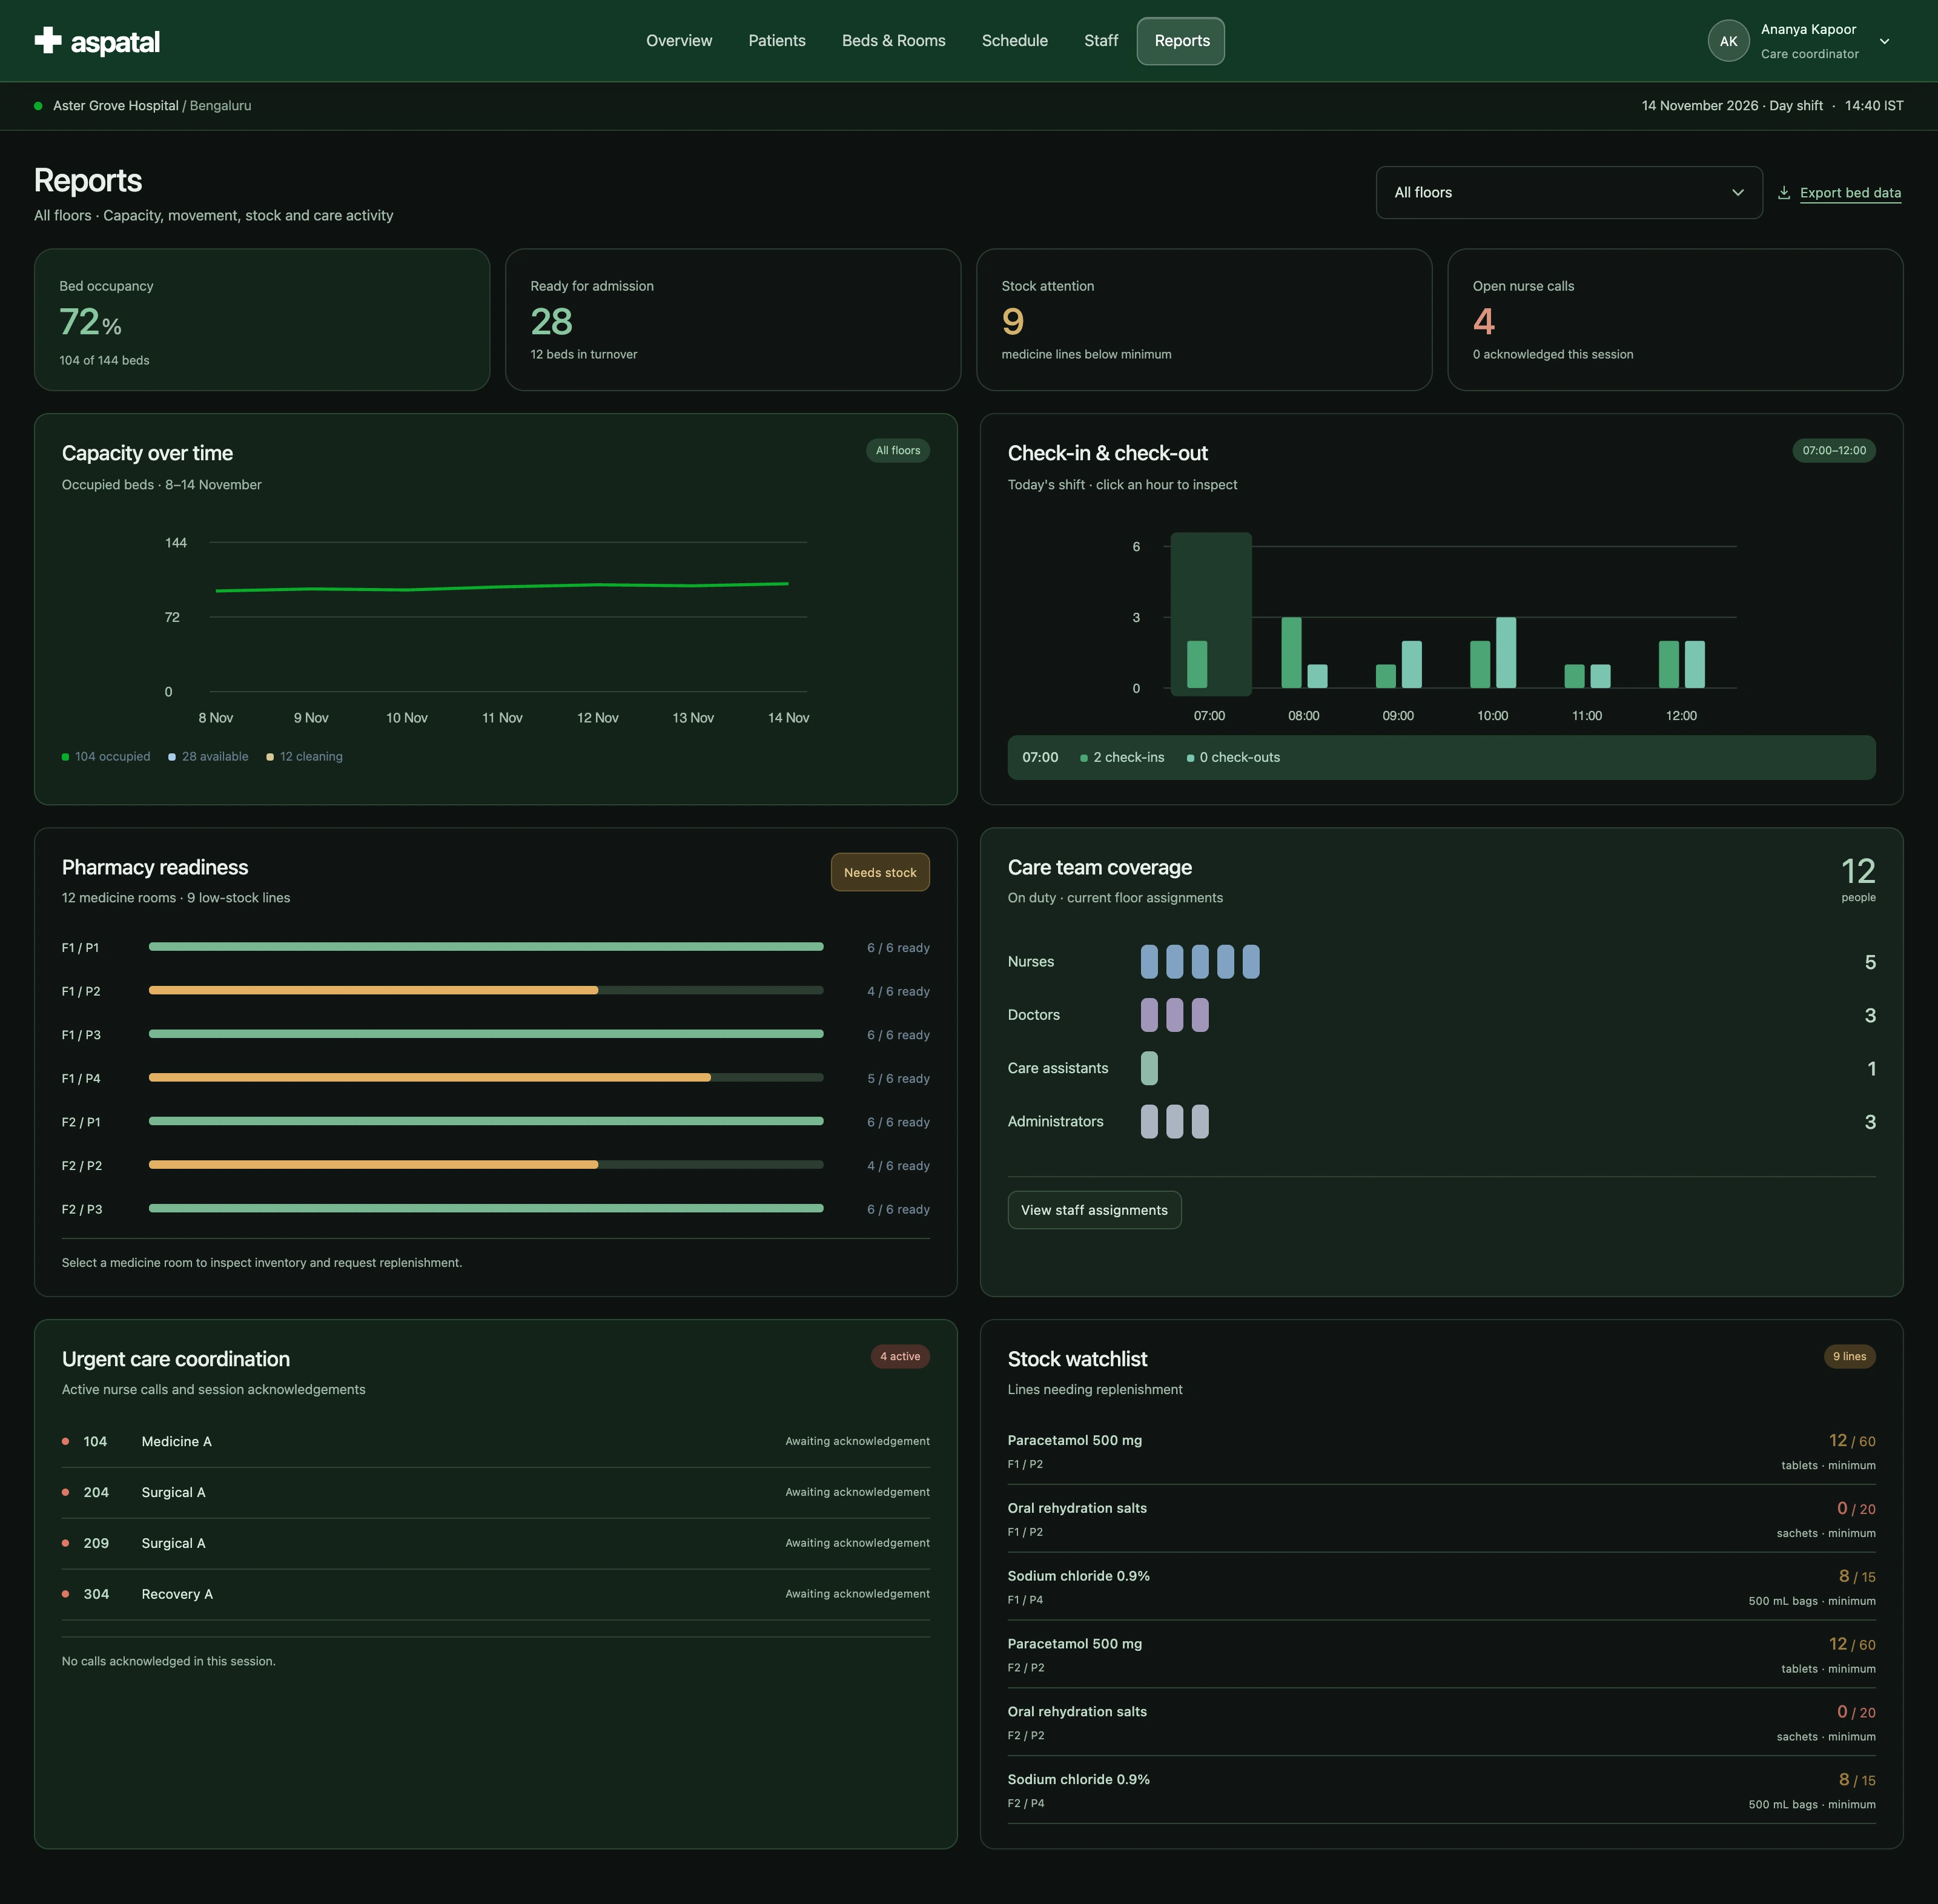 aspatal
Overview Patients Beds & Rooms Schedule Staff Reports
AK
Ananya Kapoor
Care coordinator
Aster Grove Hospital / Bengaluru
14 November 2026 · Day shift · 14:40 IST
Reports
All floors · Capacity, movement, stock and care activity
All floors
Export bed data
Bed occupancy
72%
104 of 144 beds
Ready for admission
28
12 beds in turnover
Stock attention
9
medicine lines below minimum
Open nurse calls
4
0 acknowledged this session
Capacity over time
All floors
Occupied beds · 8–14 November
144
72
0
8 Nov 9 Nov 10 Nov 11 Nov 12 Nov 13 Nov 14 Nov
104 occupied 28 available 12 cleaning
Check-in & check-out
07:00–12:00
Today's shift · click an hour to inspect
6
3
0
07:00 08:00 09:00 10:00 11:00 12:00
07:00 2 check-ins 0 check-outs
Pharmacy readiness
Needs stock
12 medicine rooms · 9 low-stock lines
F1 / P1 6 / 6 ready
F1 / P2 4 / 6 ready
F1 / P3 6 / 6 ready
F1 / P4 5 / 6 ready
F2 / P1 6 / 6 ready
F2 / P2 4 / 6 ready
F2 / P3 6 / 6 ready
Select a medicine room to inspect inventory and request replenishment.
Care team coverage
12
people
On duty · current floor assignments
Nurses 5
Doctors 3
Care assistants 1
Administrators 3
View staff assignments
Urgent care coordination
4 active
Active nurse calls and session acknowledgements
104 Medicine A Awaiting acknowledgement
204 Surgical A Awaiting acknowledgement
209 Surgical A Awaiting acknowledgement
304 Recovery A Awaiting acknowledgement
No calls acknowledged in this session.
Stock watchlist
9 lines
Lines needing replenishment
Paracetamol 500 mg 12 / 60
F1 / P2 tablets · minimum
Oral rehydration salts 0 / 20
F1 / P2 sachets · minimum
Sodium chloride 0.9% 8 / 15
F1 / P4 500 mL bags · minimum
Paracetamol 500 mg 12 / 60
F2 / P2 tablets · minimum
Oral rehydration salts 0 / 20
F2 / P2 sachets · minimum
Sodium chloride 0.9% 8 / 15
F2 / P4 500 mL bags · minimum